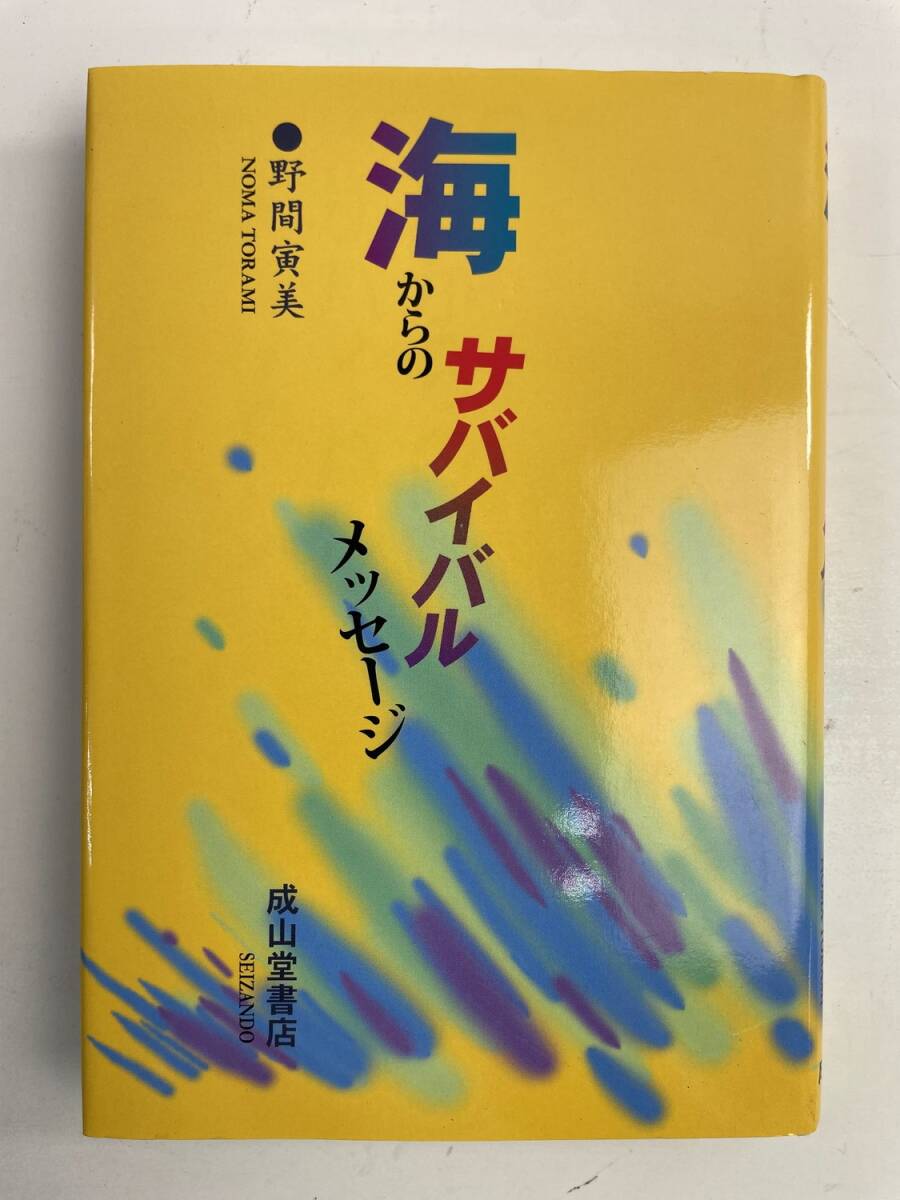 海
からの
サバイバル
メッセージ
●野間寅美
NOMA TORAMI
成山堂書店
SEIZANDO